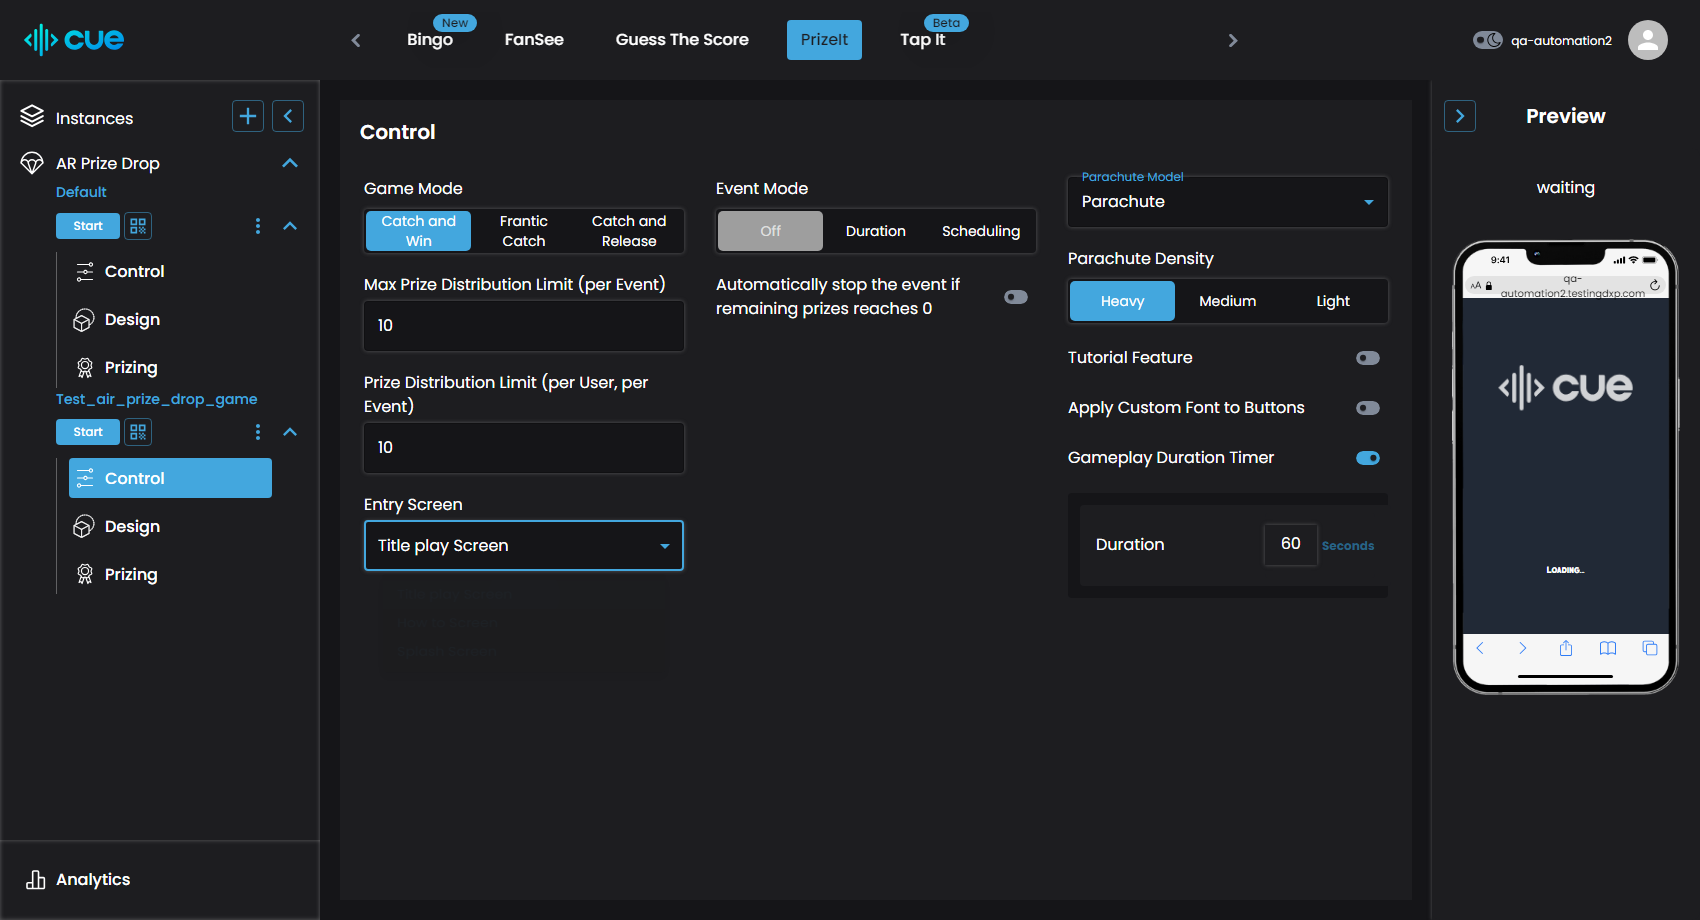 cue
New
Bingo
FanSee
Guess The Score
PrizeIt
Beta
Tap It
qa-automation2
Instances
AR Prize Drop
Default
Start
Control
Design
Prizing
Test_air_prize_drop_game
Start
Control
Design
Prizing
Analytics
Control
Game Mode
Catch and
Win
Frantic
Catch
Catch and
Release
Max Prize Distribution Limit (per Event)
10
Prize Distribution Limit (per User, per
Event)
10
Entry Screen
Title play Screen
Event Mode
Off
Duration
Scheduling
Automatically stop the event if
remaining prizes reaches 0
Parachute Model
Parachute
Parachute Density
Heavy
Medium
Light
Tutorial Feature
Apply Custom Font to Buttons
Gameplay Duration Timer
Duration
60
Seconds
Preview
waiting
9:41
AA
qa-
automation2.testingdxp.com
cue
LOADING...